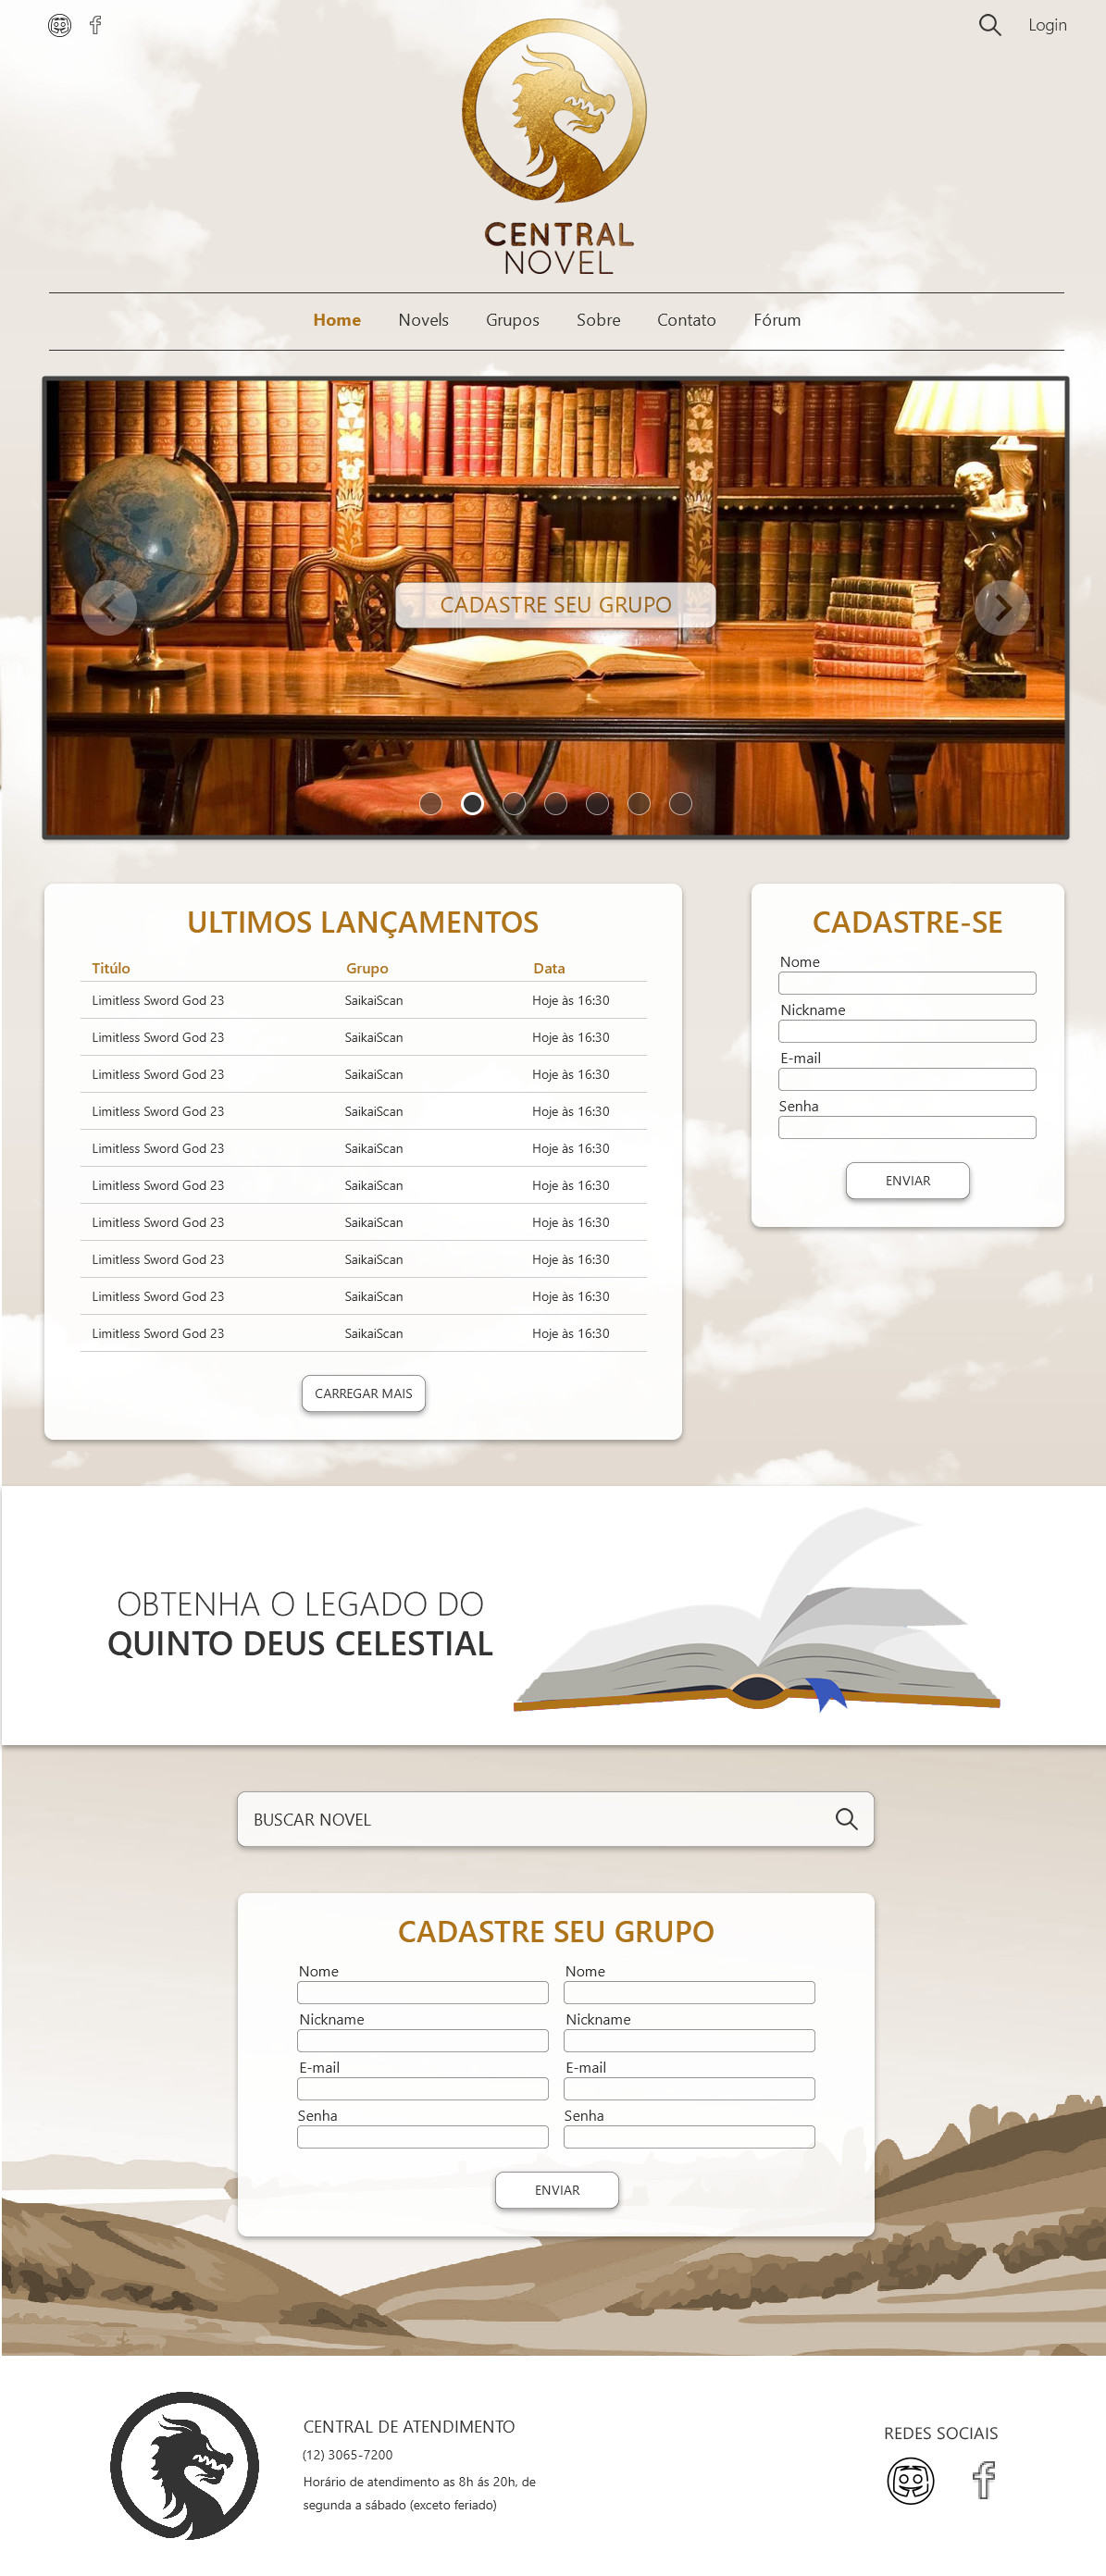 Login
CENTRAL
NOVEL
Home Novels Grupos Sobre Contato Fórum
CADASTRE SEU GRUPO
ULTIMOS LANÇAMENTOS
Titúlo Grupo Data
Limitless Sword God 23 SaikaiScan Hoje às 16:30
Limitless Sword God 23 SaikaiScan Hoje às 16:30
Limitless Sword God 23 SaikaiScan Hoje às 16:30
Limitless Sword God 23 SaikaiScan Hoje às 16:30
Limitless Sword God 23 SaikaiScan Hoje às 16:30
Limitless Sword God 23 SaikaiScan Hoje às 16:30
Limitless Sword God 23 SaikaiScan Hoje às 16:30
Limitless Sword God 23 SaikaiScan Hoje às 16:30
Limitless Sword God 23 SaikaiScan Hoje às 16:30
Limitless Sword God 23 SaikaiScan Hoje às 16:30
CARREGAR MAIS
CADASTRE-SE
Nome
Nickname
E-mail
Senha
ENVIAR
OBTENHA O LEGADO DO
QUINTO DEUS CELESTIAL
BUSCAR NOVEL
CADASTRE SEU GRUPO
Nome Nome
Nickname Nickname
E-mail E-mail
Senha Senha
ENVIAR
CENTRAL DE ATENDIMENTO
(12) 3065-7200
Horário de atendimento as 8h ás 20h, de
segunda a sábado (exceto feriado)
REDES SOCIAIS